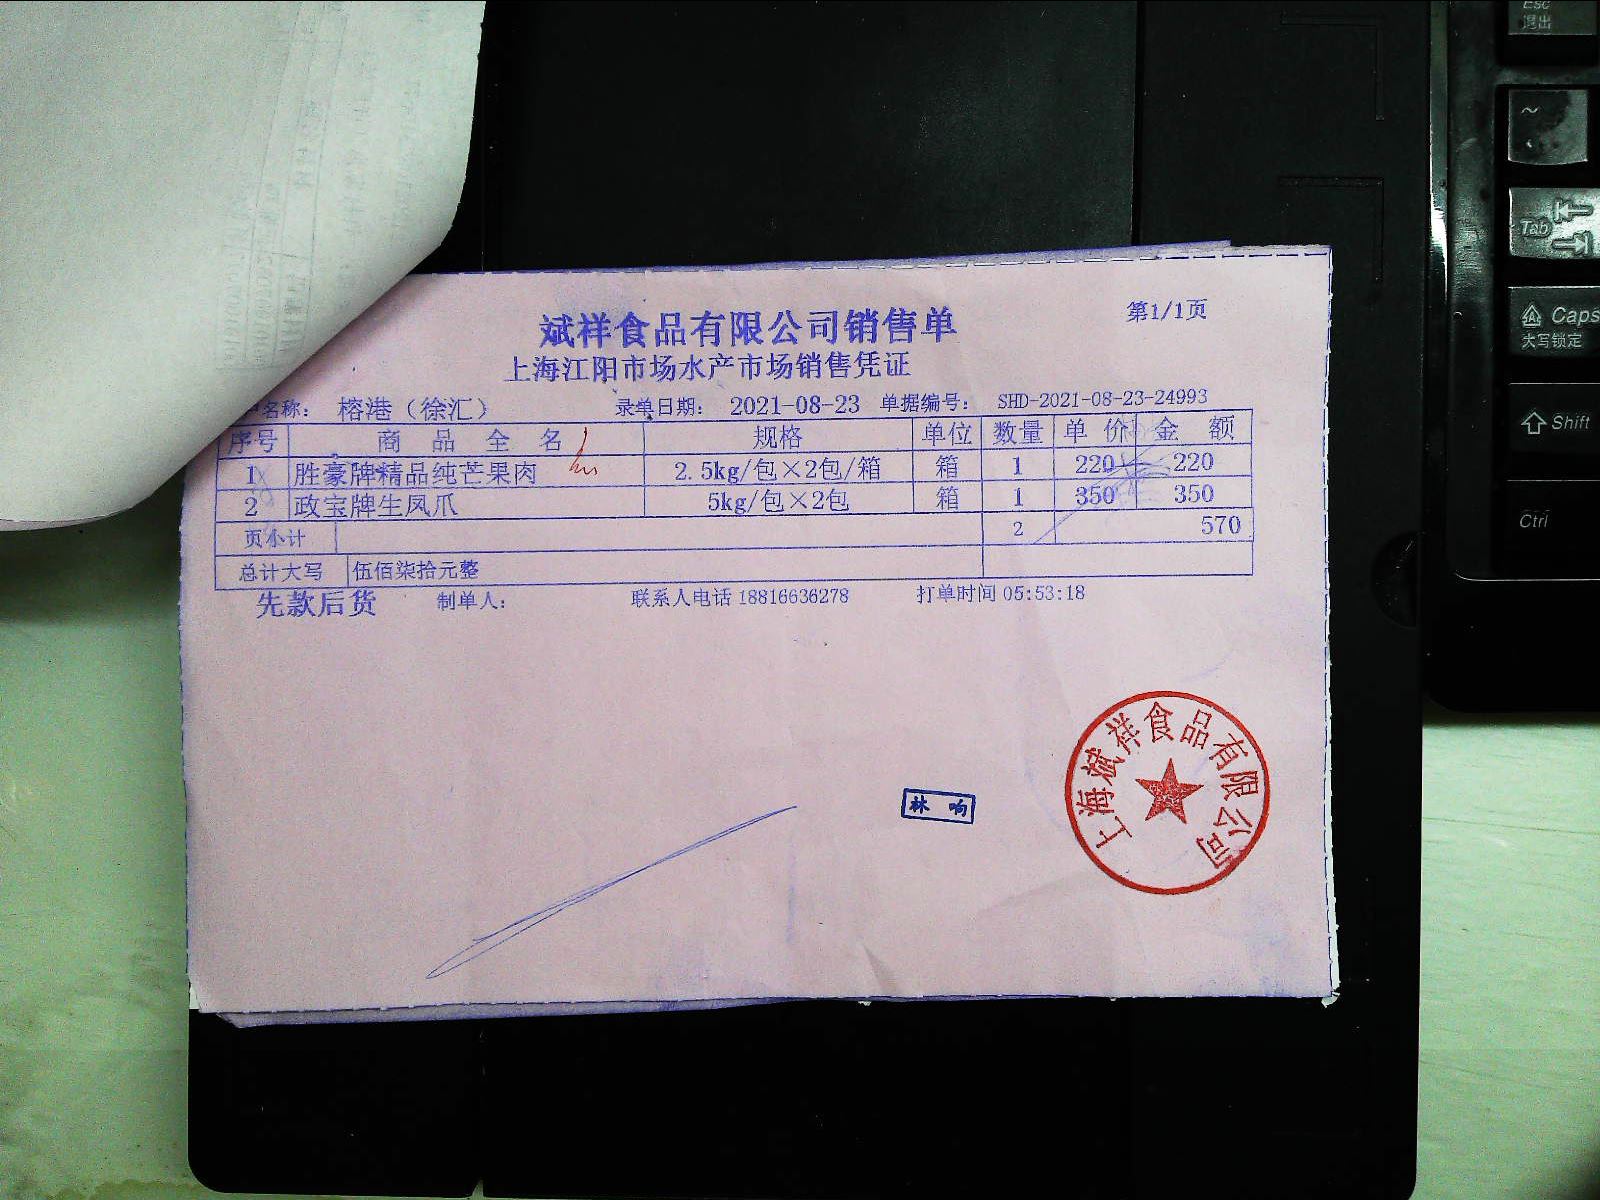 斌祥食品有限公司销售单
第1/1页
上海江阳市场水产市场销售凭证
名称： 榕港（徐汇） 录单日期： 2021-08-23 单据编号： SHD-2021-08-23-24993
序号 商品全名 规格 单位 数量 单价 金额
1 胜豪牌精品纯芒果肉 2.5kg/包×2包/箱 箱 1 220 220
2 政宝牌生凤爪 5kg/包×2包 箱 1 350 350
页小计 2 570
总计大写 伍佰柒拾元整
先款后货 制单人： 联系人电话 18816636278 打单时间 05:53:18
上海斌祥食品有限公司
林响
Esc
退出
~
Tab
Caps
大写锁定
Shift
Ctrl